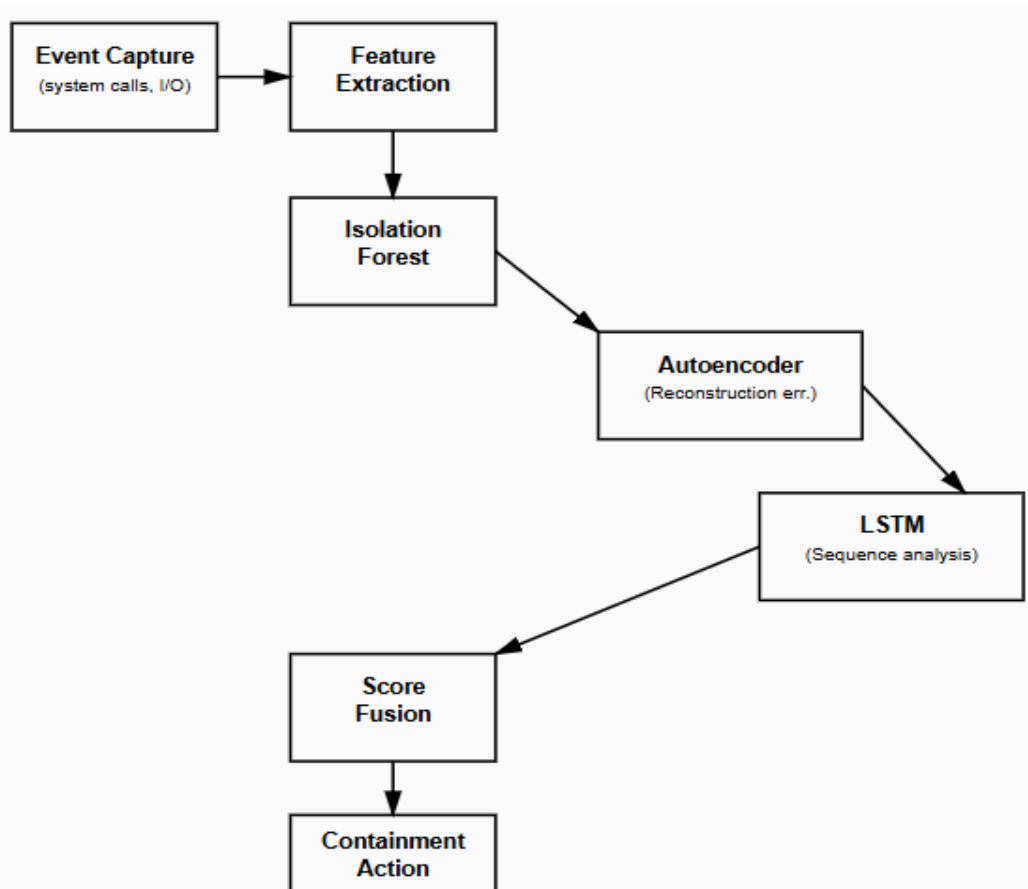 Event Capture
(system calls, I/O)
Feature
Extraction
Isolation
Forest
Autoencoder
(Reconstruction err.)
LSTM
(Sequence analysis)
Score
Fusion
Containment
Action